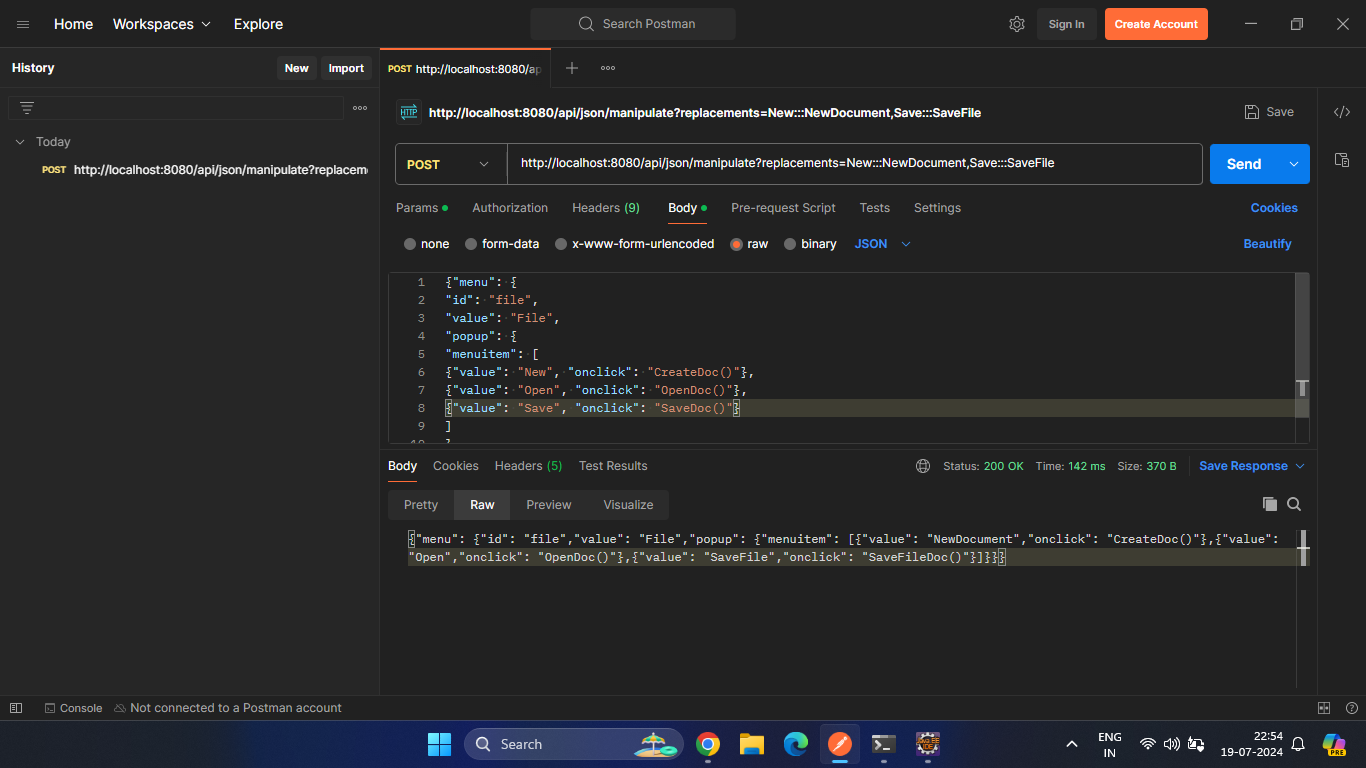 Home Workspaces Explore Search Postman Sign In Create Account
History New Import POST http://localhost:8080/ap
http://localhost:8080/api/json/manipulate?replacements=New:::NewDocument,Save:::SaveFile Save
Today
POST http://localhost:8080/api/json/manipulate?replacem
POST http://localhost:8080/api/json/manipulate?replacements=New:::NewDocument,Save:::SaveFile Send
Params Authorization Headers (9) Body Pre-request Script Tests Settings Cookies
none form-data x-www-form-urlencoded raw binary JSON Beautify
1 {"menu": {
2 "id": "file",
3 "value": "File",
4 "popup": {
5 "menuitem": [
6 {"value": "New", "onclick": "CreateDoc()"},
7 {"value": "Open", "onclick": "OpenDoc()"},
8 {"value": "Save", "onclick": "SaveDoc()"}
9 ]
Body Cookies Headers (5) Test Results Status: 200 OK Time: 142 ms Size: 370 B Save Response
Pretty Raw Preview Visualize
{"menu": {"id": "file","value": "File","popup": {"menuitem": [{"value": "NewDocument","onclick": "CreateDoc()"},{"value":
"Open","onclick": "OpenDoc()"},{"value": "SaveFile","onclick": "SaveFileDoc()"}]}}}
Console Not connected to a Postman account
Search ENG
IN
22:54
19-07-2024
PRE